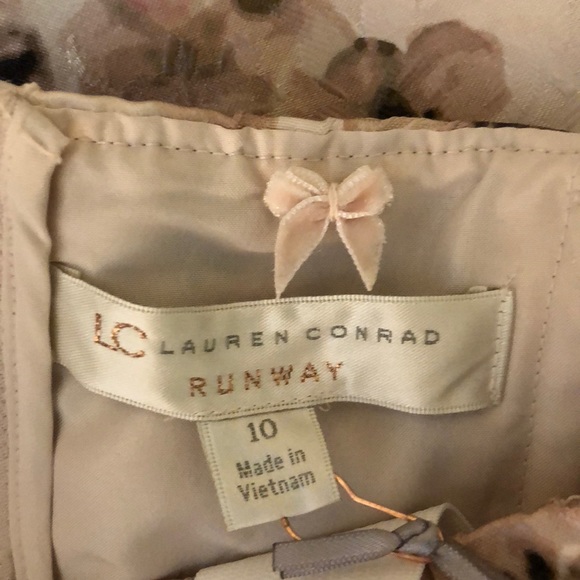 LC LAUREN CONRAD
RUNWAY
10
Made in
Vietnam